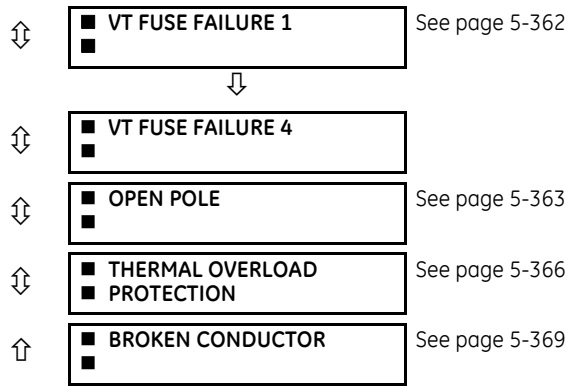 ■ VT FUSE FAILURE 1 See page 5-362
■
■ VT FUSE FAILURE 4
■
■ OPEN POLE See page 5-363
■
■ THERMAL OVERLOAD See page 5-366
■ PROTECTION
■ BROKEN CONDUCTOR See page 5-369
■